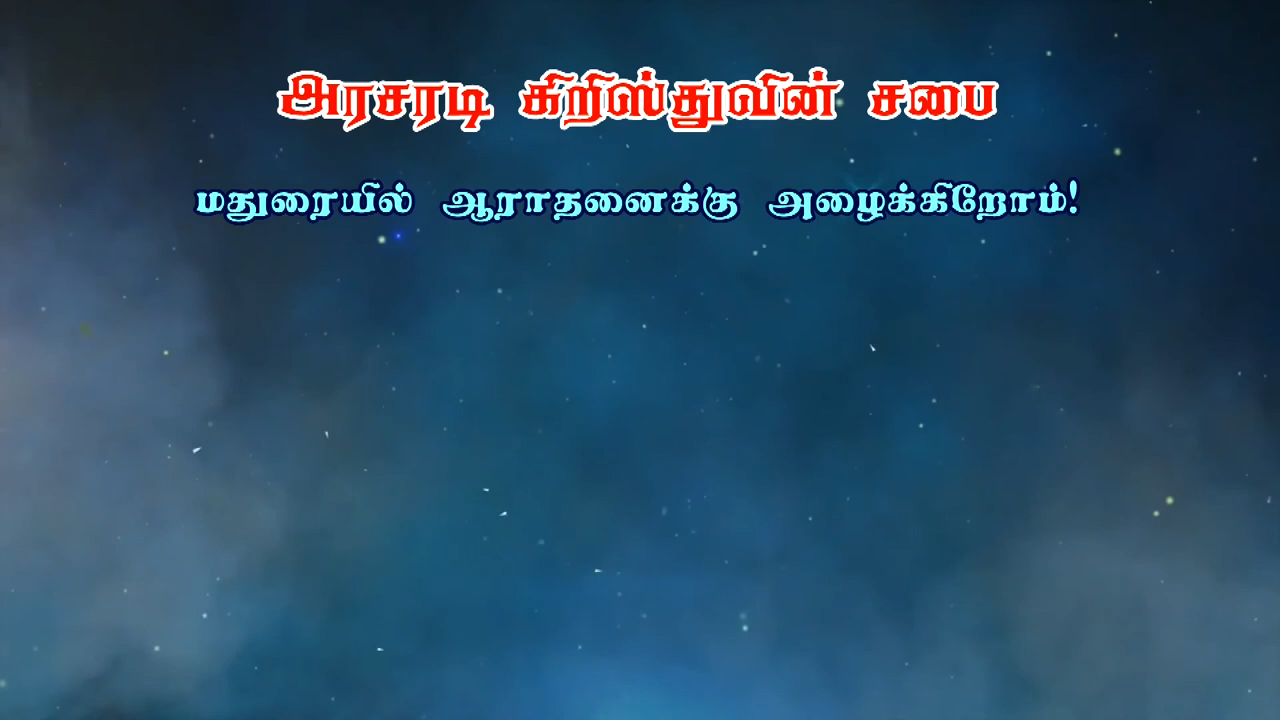 அரசரடி கிறிஸ்துவின் சபை
மதுரையில் ஆராதனைக்கு அழைக்கிறோம்!